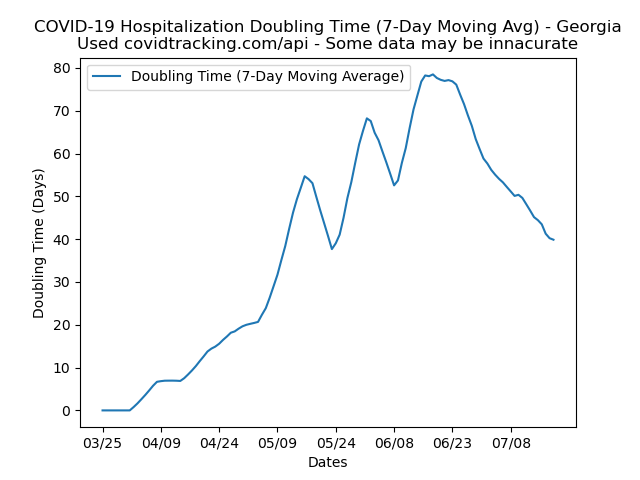 COVID-19 Hospitalization Doubling Time (7-Day Moving Avg) - Georgia
Used covidtracking.com/api - Some data may be innacurate
Doubling Time (7-Day Moving Average)
Doubling Time (Days)
80
70
60
50
40
30
20
10
0
03/25 04/09 04/24 05/09 05/24 06/08 06/23 07/08
Dates